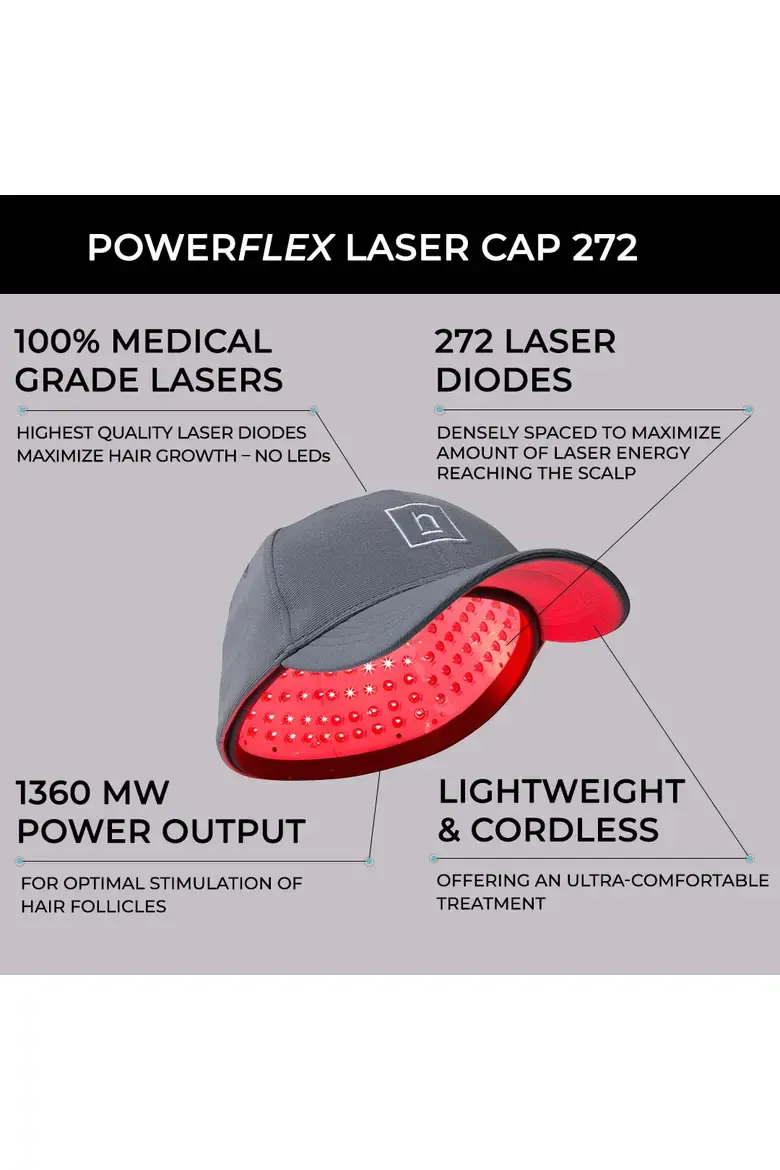 POWERFLEX LASER CAP 272
100% MEDICAL
GRADE LASERS
HIGHEST QUALITY LASER DIODES
MAXIMIZE HAIR GROWTH – NO LEDs
272 LASER
DIODES
DENSELY SPACED TO MAXIMIZE
AMOUNT OF LASER ENERGY
REACHING THE SCALP
h
1360 MW
POWER OUTPUT
FOR OPTIMAL STIMULATION OF
HAIR FOLLICLES
LIGHTWEIGHT
& CORDLESS
OFFERING AN ULTRA-COMFORTABLE
TREATMENT